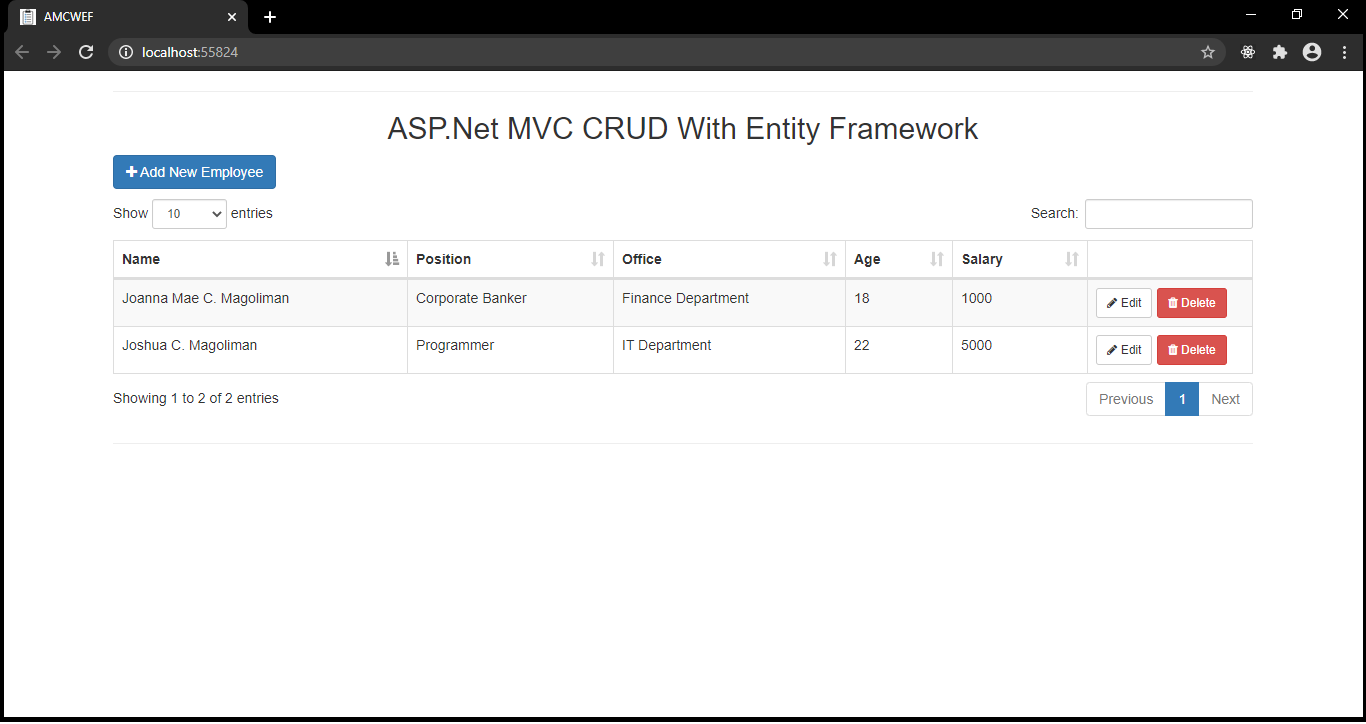 AMCWEF
localhost:55824
ASP.Net MVC CRUD With Entity Framework
Add New Employee
Show 10 entries Search:
Name Position Office Age Salary
Joanna Mae C. Magoliman Corporate Banker Finance Department 18 1000 Edit Delete
Joshua C. Magoliman Programmer IT Department 22 5000 Edit Delete
Showing 1 to 2 of 2 entries Previous 1 Next